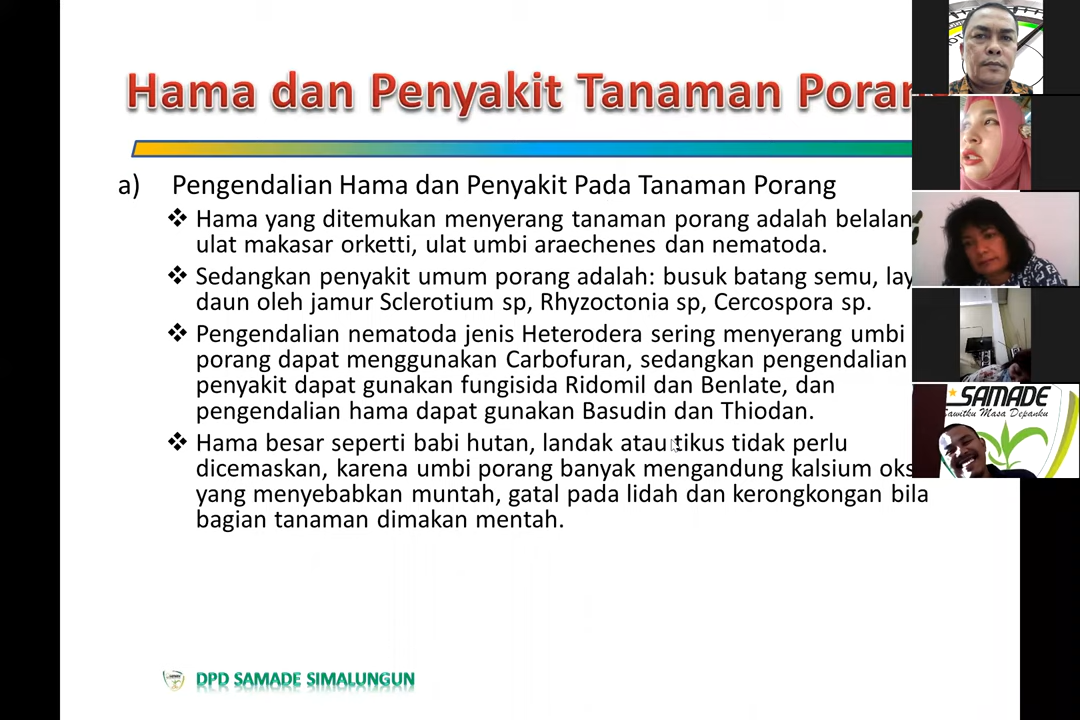 Hama dan Penyakit Tanaman
a) Pengendalian Hama dan Penyakit Pada Tanaman Porang
❖ Hama yang ditemukan menyerang tanaman porang adalah
ulat makasar orketti, ulat umbi araechenes dan nematoda.
❖ Sedangkan penyakit umum porang adalah: busuk batang semu,
daun oleh jamur Sclerotium sp, Rhyzoctonia sp, Cercospora sp.
❖ Pengendalian nematoda jenis Heterodera sering menyerang umbi
porang dapat menggunakan Carbofuran, sedangkan pengendalian
penyakit dapat gunakan fungisida Ridomil dan Benlate, dan
pengendalian hama dapat gunakan Basudin dan Thiodan.
❖ Hama besar seperti babi hutan, landak atau tikus tidak perlu
dicemaskan, karena umbi porang banyak mengandung kalsium
yang menyebabkan muntah, gatal pada lidah dan kerongkongan bila
bagian tanaman dimakan mentah.
DPD SAMADE SIMALUNGUN
SAMADE
Masa Depanku